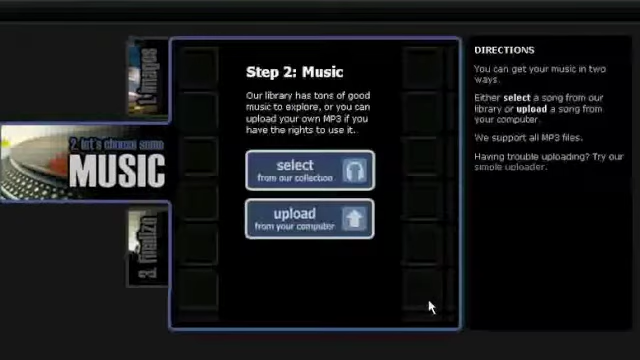 1. images
2. let's choose some
MUSIC
3. finalize
Step 2: Music
Our library has tons of good
music to explore, or you can
upload your own MP3 if you
have the rights to use it.
select
from our collection
upload
from your computer
DIRECTIONS
You can get your music in two
ways.
Either select a song from our
library or upload a song from
your computer.
We support all MP3 files.
Having trouble uploading? Try our
simple uploader.